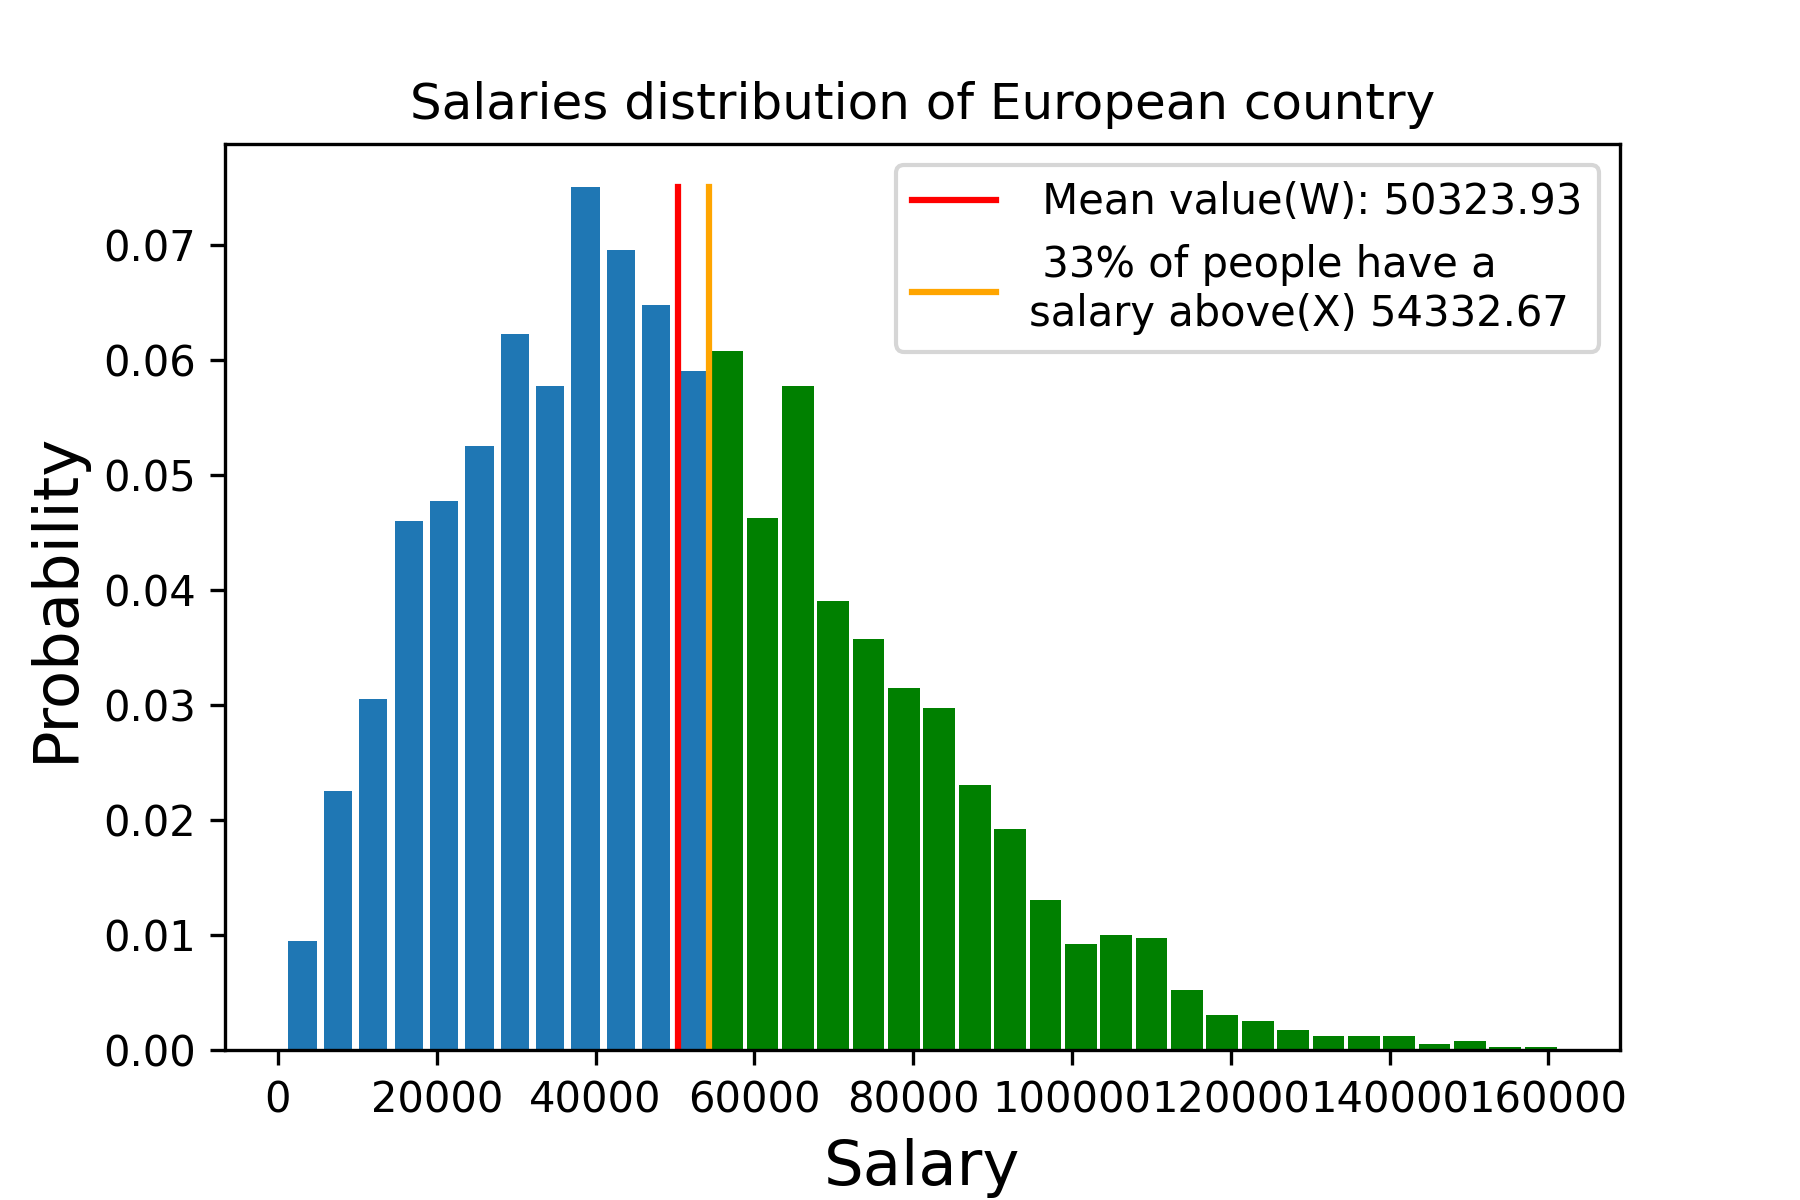 Salaries distribution of European country
Mean value(W): 50323.93
33% of people have a
salary above(X) 54332.67
Probability
0.07
0.06
0.05
0.04
0.03
0.02
0.01
0.00
0 20000 40000 60000 80000 100000 120000 140000 160000
Salary